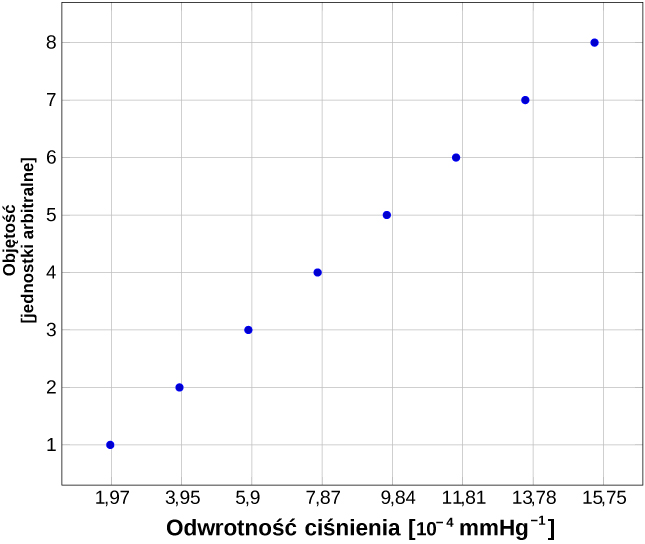 8
7
6
5
4
3
2
1
Objętość
[jednostki arbitralne]
1,97 3,95 5,9 7,87 9,84 11,81 13,78 15,75
Odwrotność ciśnienia [10⁻⁴ mmHg⁻¹]